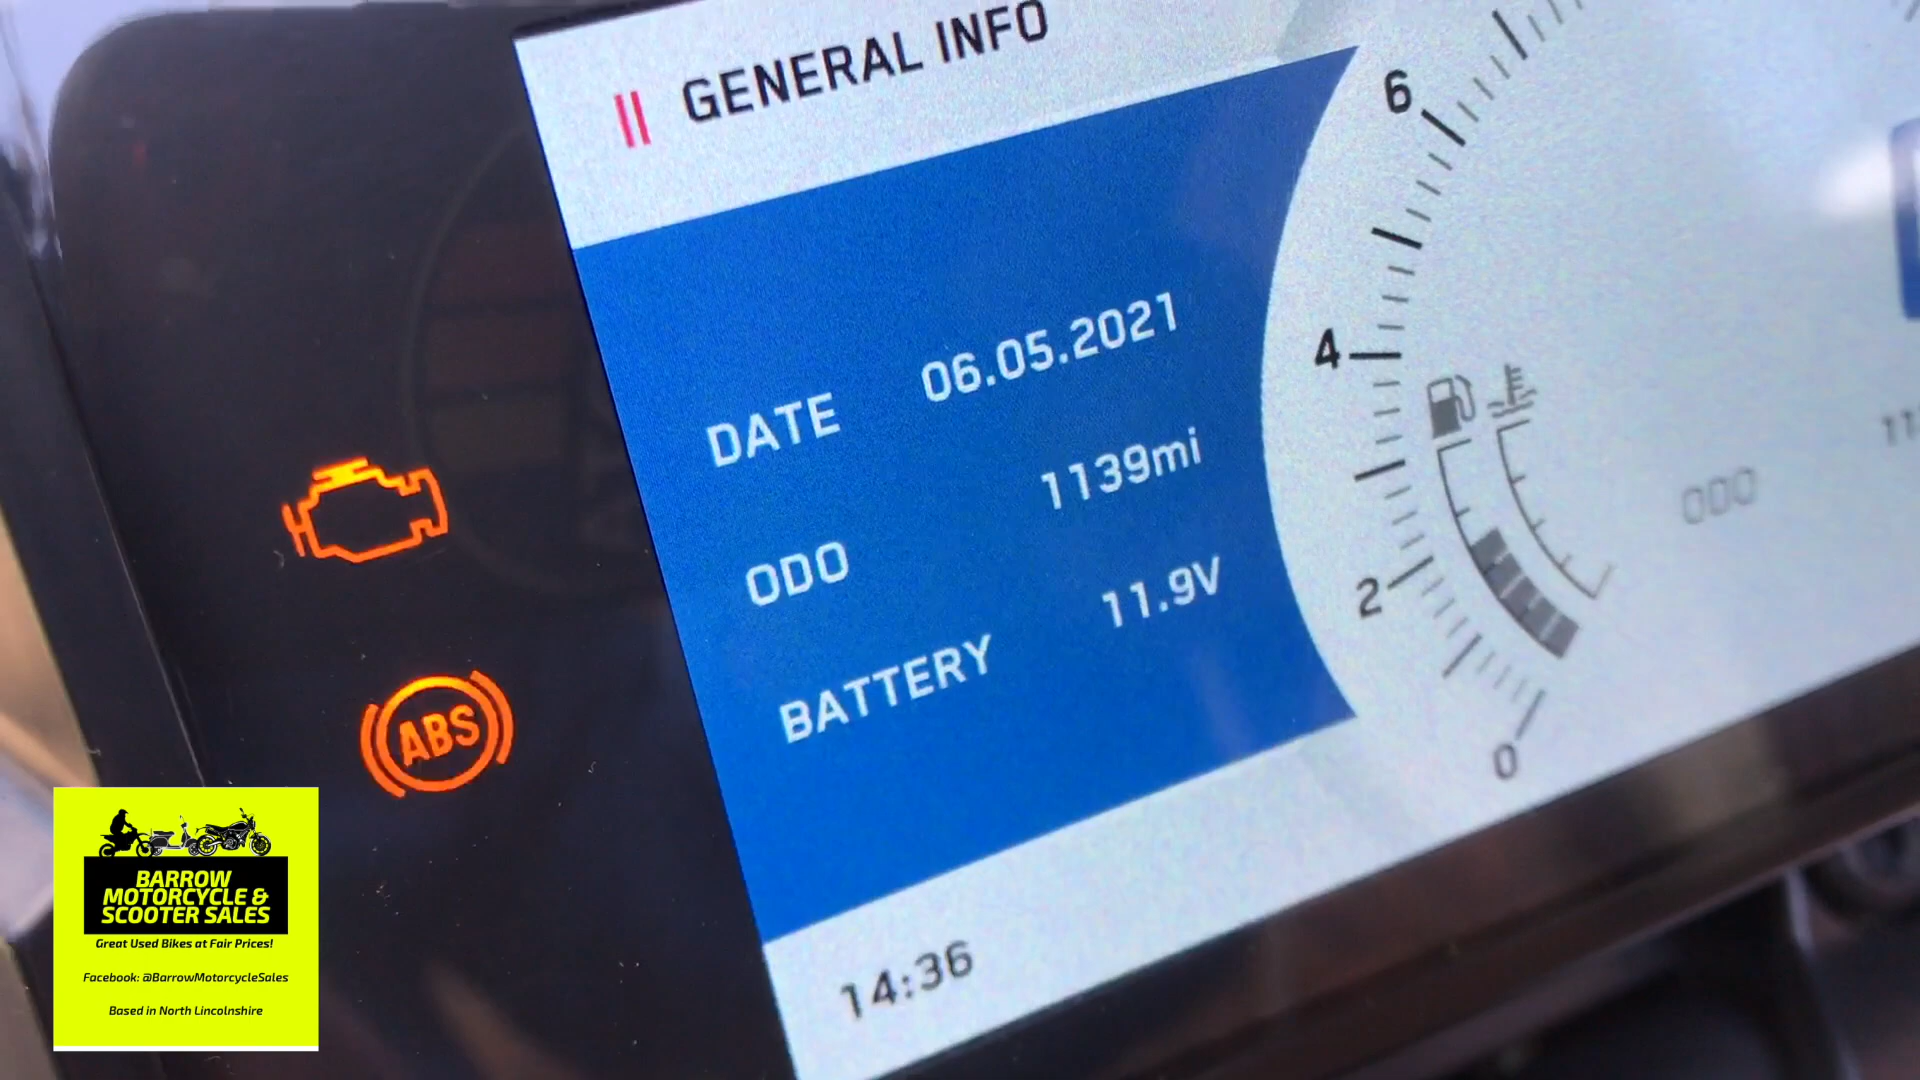 GENERAL INFO
6
DATE 06.05.2021
4
ODO 1139mi
ODO
2
BATTERY 11.9V
0
14:36
ABS
BARROW
MOTORCYCLE &
SCOOTER SALES
Great Used Bikes at Fair Prices!
Facebook: @BarrowMotorcycleSales
Based in North Lincolnshire